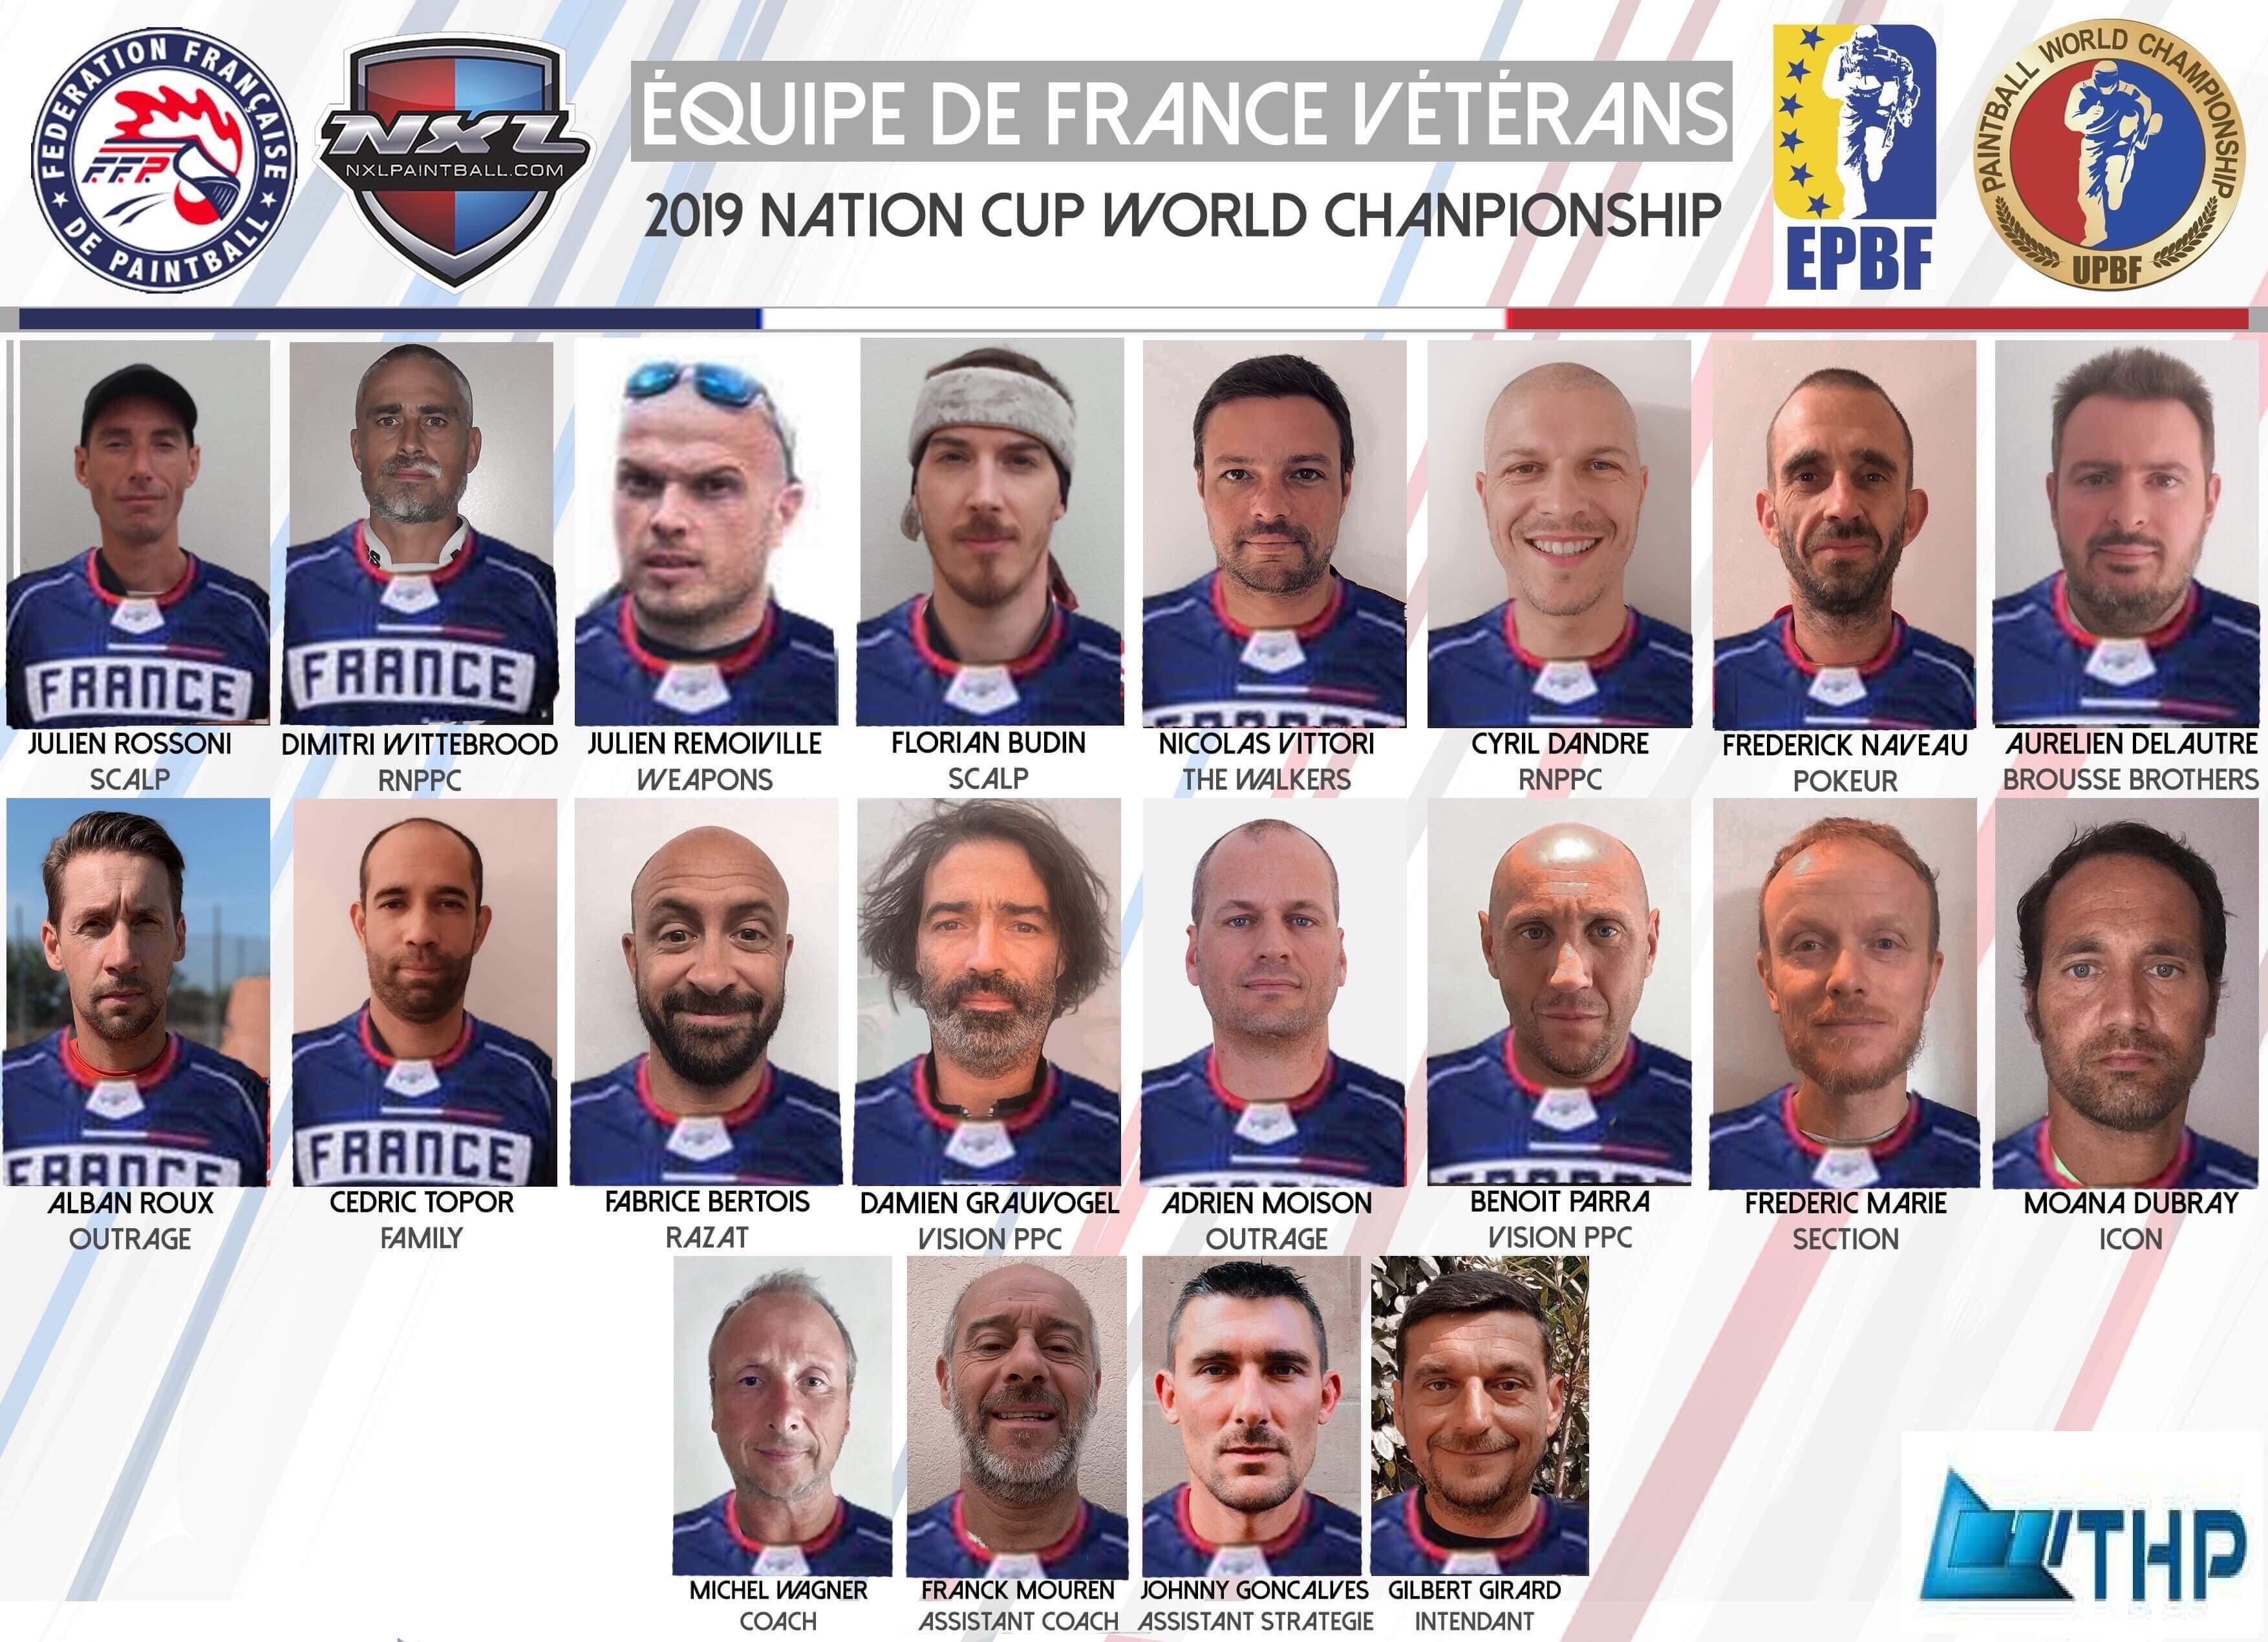 FEDERATION FRANÇAISE
F.F.P
★ DE PAINTBALL ★
NXL
NXLPAINTBALL.COM
ÉQUIPE DE FRANCE VÉTÉRANS
2019 NATION CUP WORLD CHANPIONSHIP
EPBF
PAINTBALL WORLD CHAMPIONSHIP
UPBF
FRANCE
FRANCE
FRANCE
JULIEN ROSSONI
DIMITRI WITTEBROOD
JULIEN REMOIVILLE
FLORIAN BUDIN
NICOLAS VITTORI
CYRIL DANDRE
FREDERICK NAVEAU
AURELIEN DELAUTRE
SCALP
RNPPC
WEAPONS
SCALP
THE WALKERS
RNPPC
POKEUR
BROUSSE BROTHERS
FRANCE
FRANCE
ALBAN ROUX
CEDRIC TOPOR
FABRICE BERTOIS
DAMIEN GRAUVOGEL
ADRIEN MOISON
BENOIT PARRA
FREDERIC MARIE
MOANA DUBRAY
OUTRAGE
FAMILY
RAZAT
VISION PPC
OUTRAGE
VISION PPC
SECTION
ICON
MICHEL WAGNER
FRANCK MOUREN
JOHNNY GONCALVES
GILBERT GIRARD
COACH
ASSISTANT COACH
ASSISTANT STRATEGIE
INTENDANT
THP